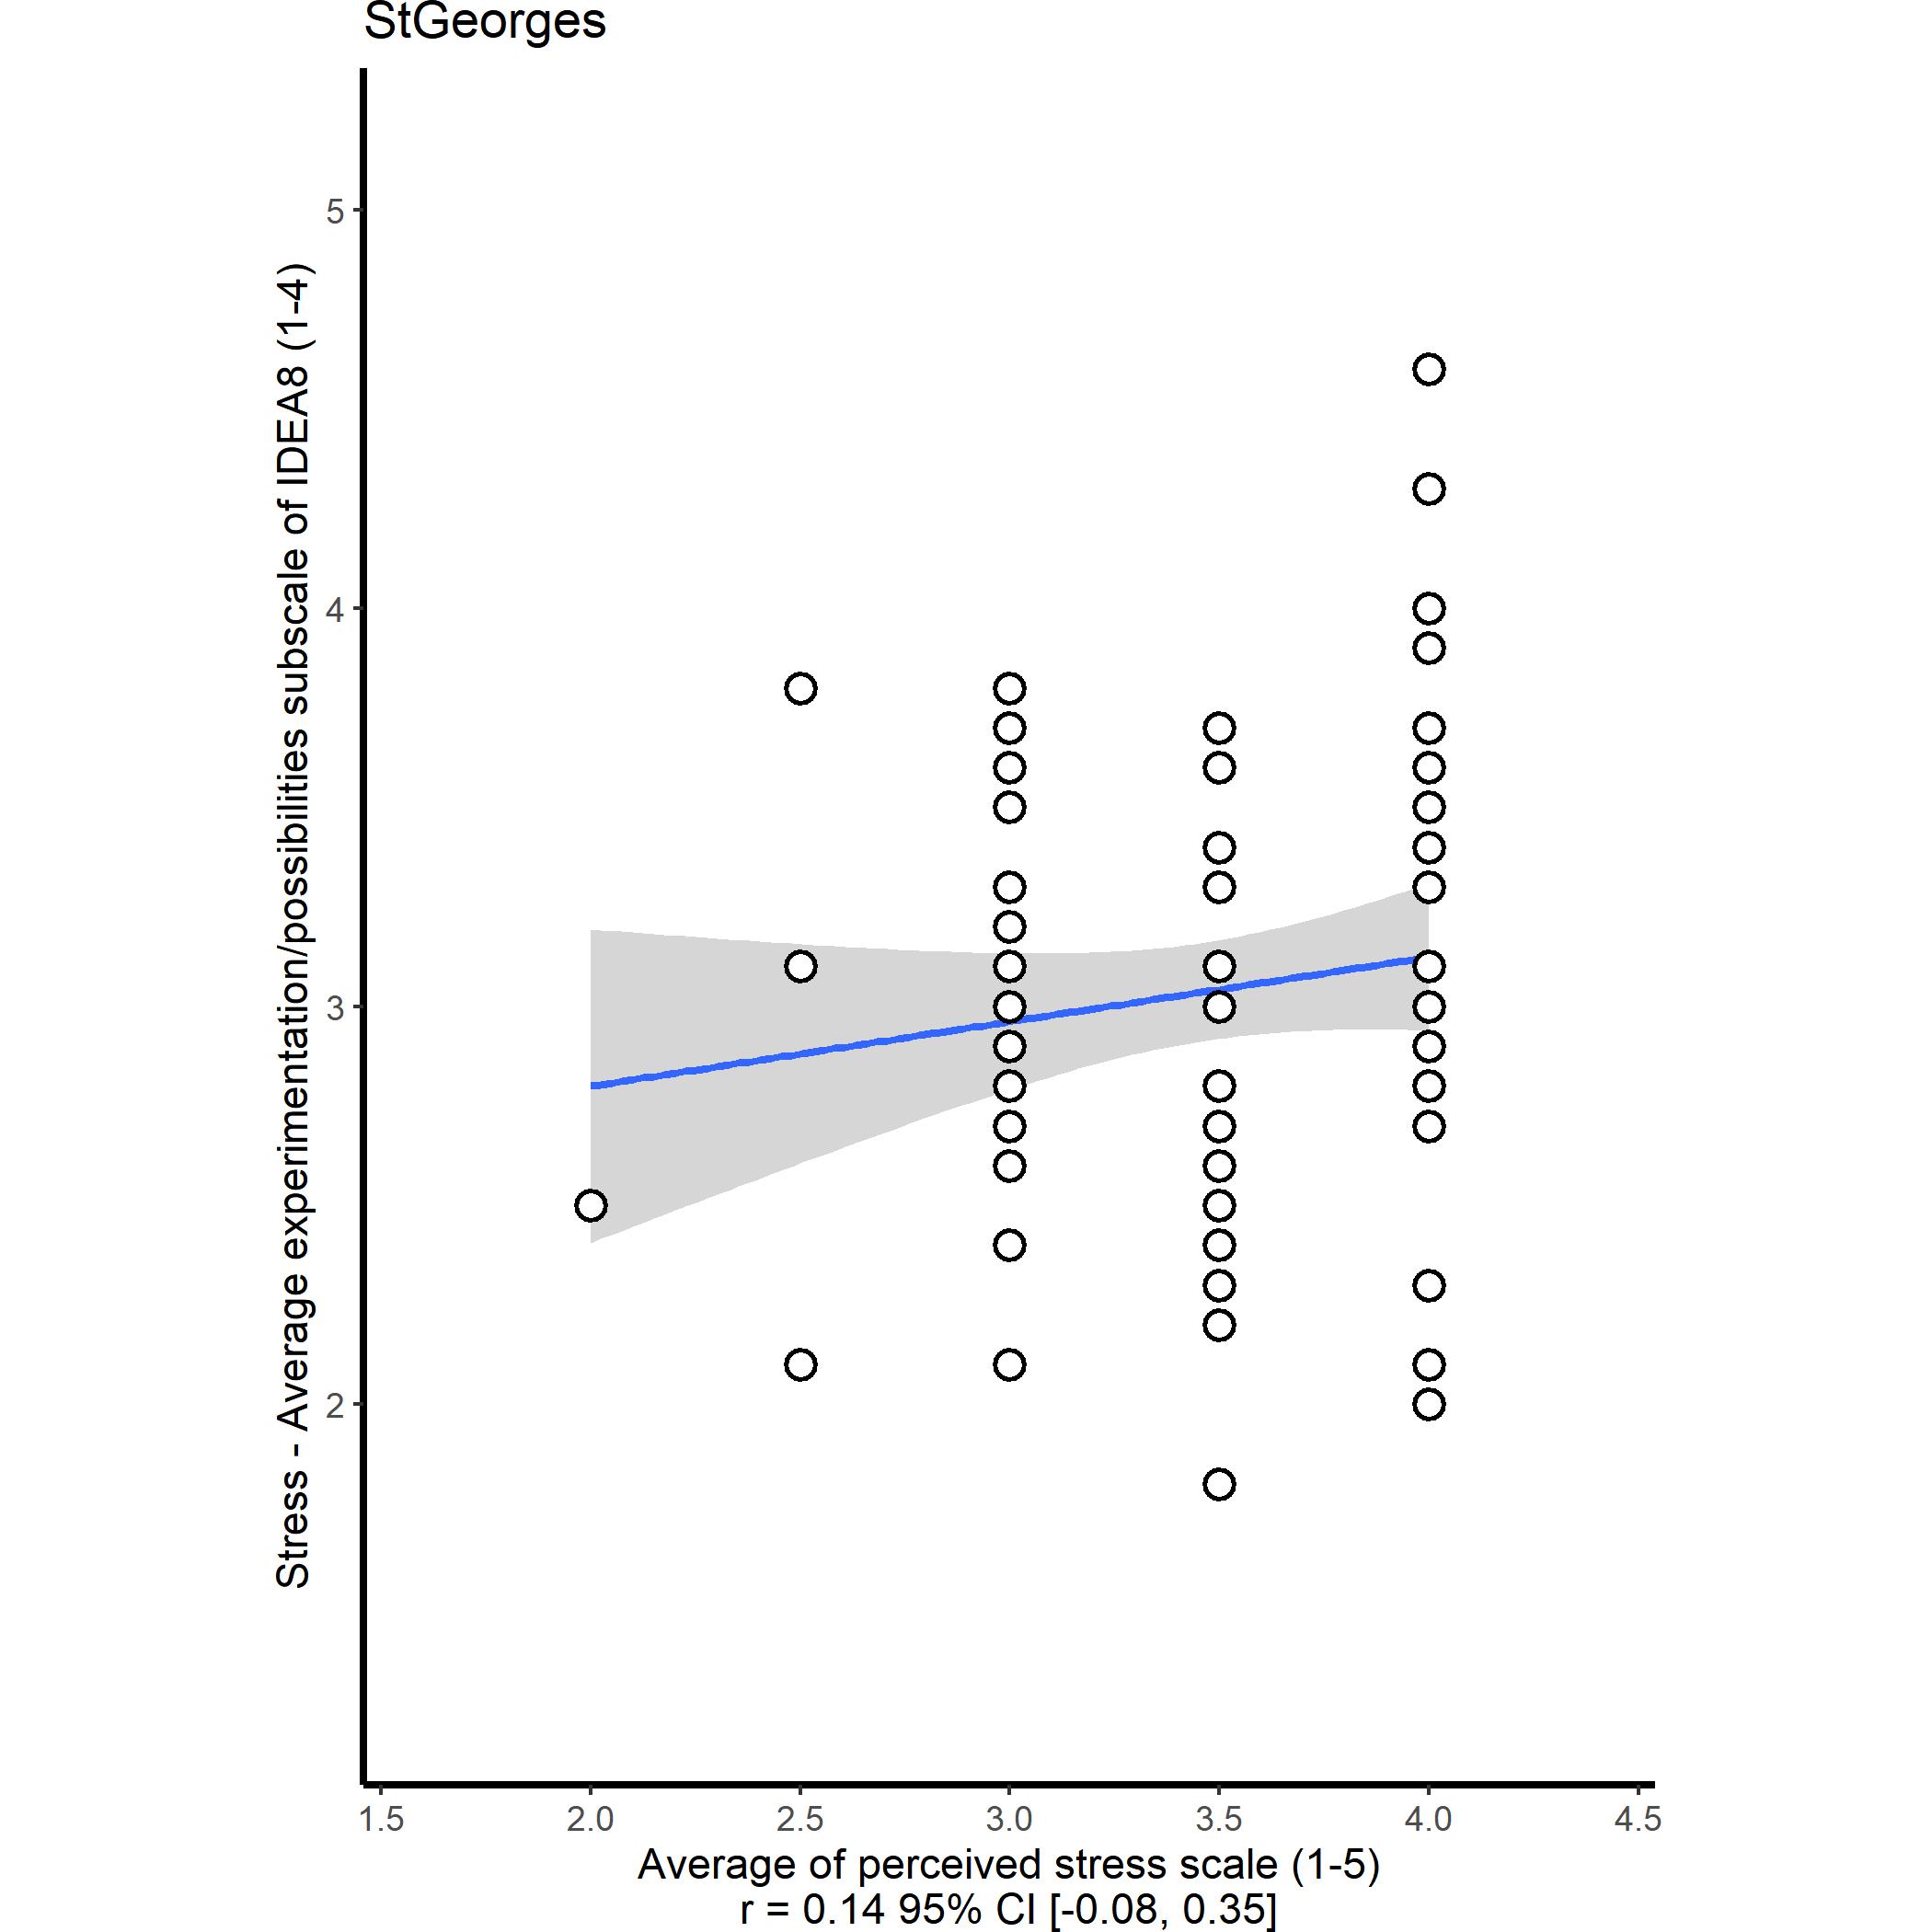 StGeorges
Stress - Average experimentation/possibilities subscale of IDEA8 (1-4)
5
4
3
2
1.5 2.0 2.5 3.0 3.5 4.0 4.5
Average of perceived stress scale (1-5)
r = 0.14 95% CI [-0.08, 0.35]